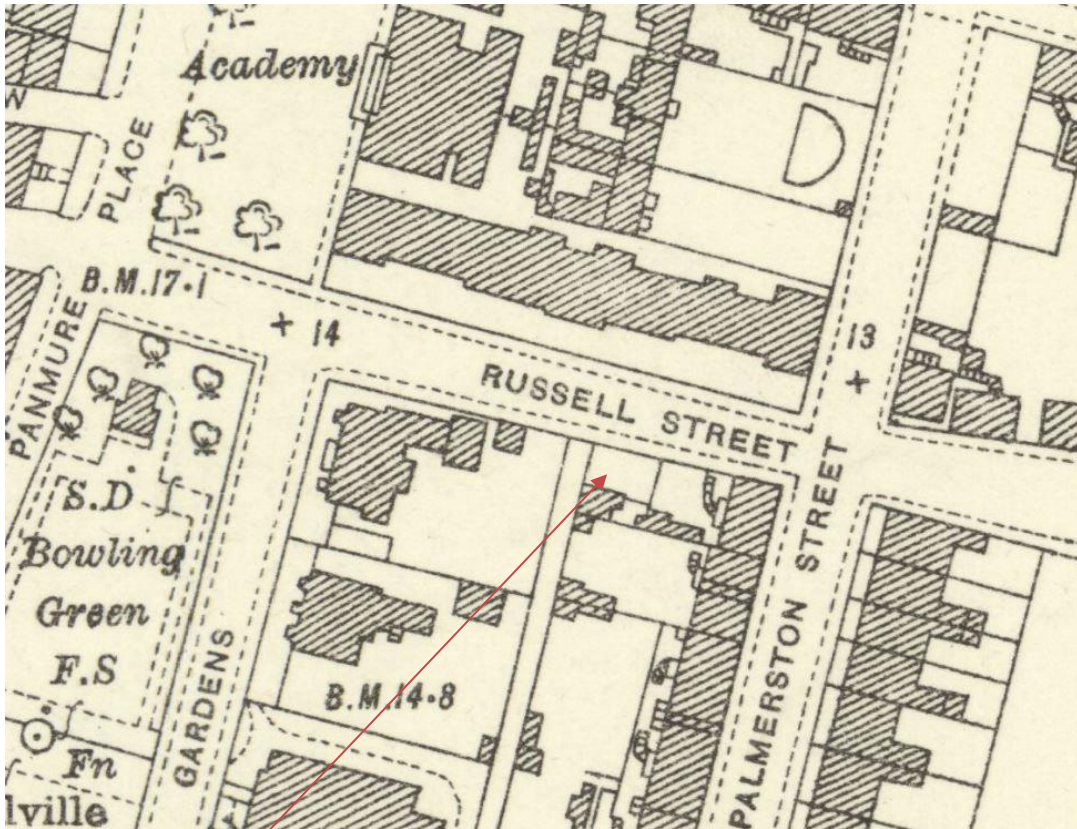 Academy
W
PLACE
B.M.17·1
14
13
PANMURE
RUSSELL STREET
S.D
Bowling
Green
F.S
GARDENS
B.M.14·8
PALMERSTON STREET
Fn
lville